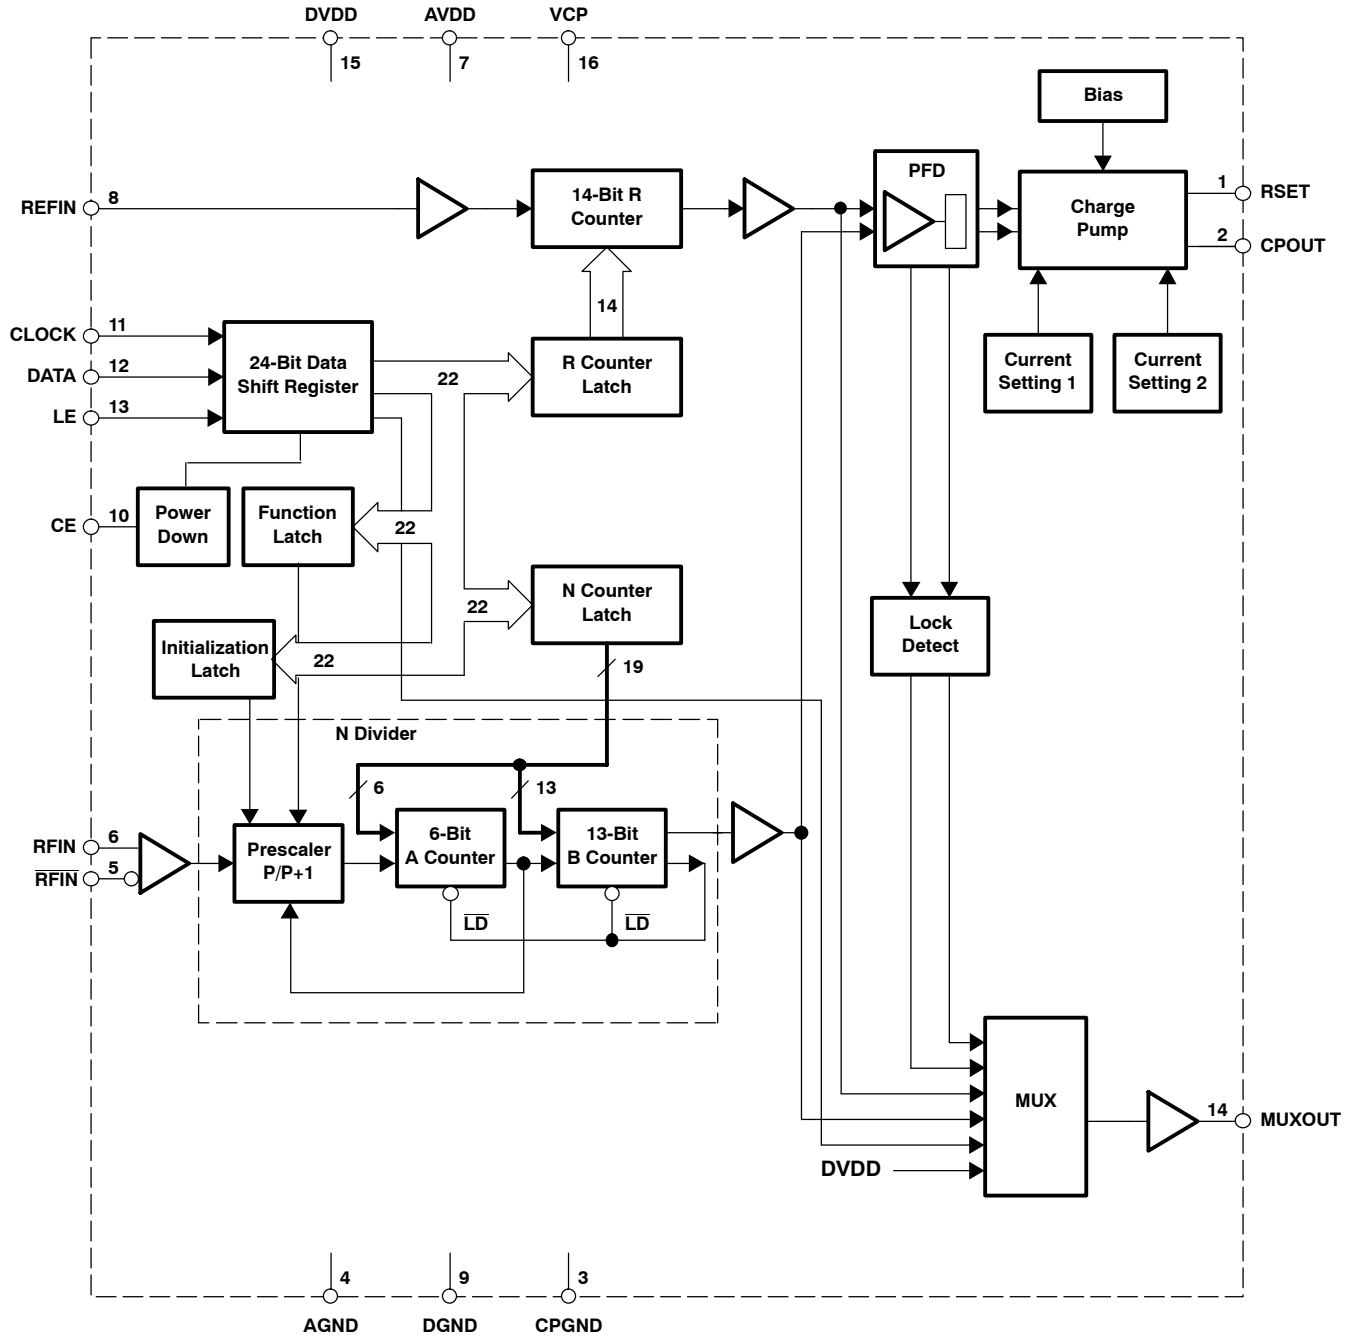 DVDD
AVDD
VCP
15
7
16
Bias
PFD
REFIN
8
14-Bit R
Counter
Charge
Pump
1
RSET
2
CPOUT
14
CLOCK
11
DATA
12
LE
13
24-Bit Data
Shift Register
22
R Counter
Latch
Current
Setting 1
Current
Setting 2
CE
10
Power
Down
Function
Latch
22
N Counter
Latch
22
Lock
Detect
Initialization
Latch
22
19
N Divider
6
13
RFIN
6
RFIN
5
Prescaler
P/P+1
6-Bit
A Counter
13-Bit
B Counter
LD
LD
MUX
14
MUXOUT
DVDD
4
9
3
AGND
DGND
CPGND